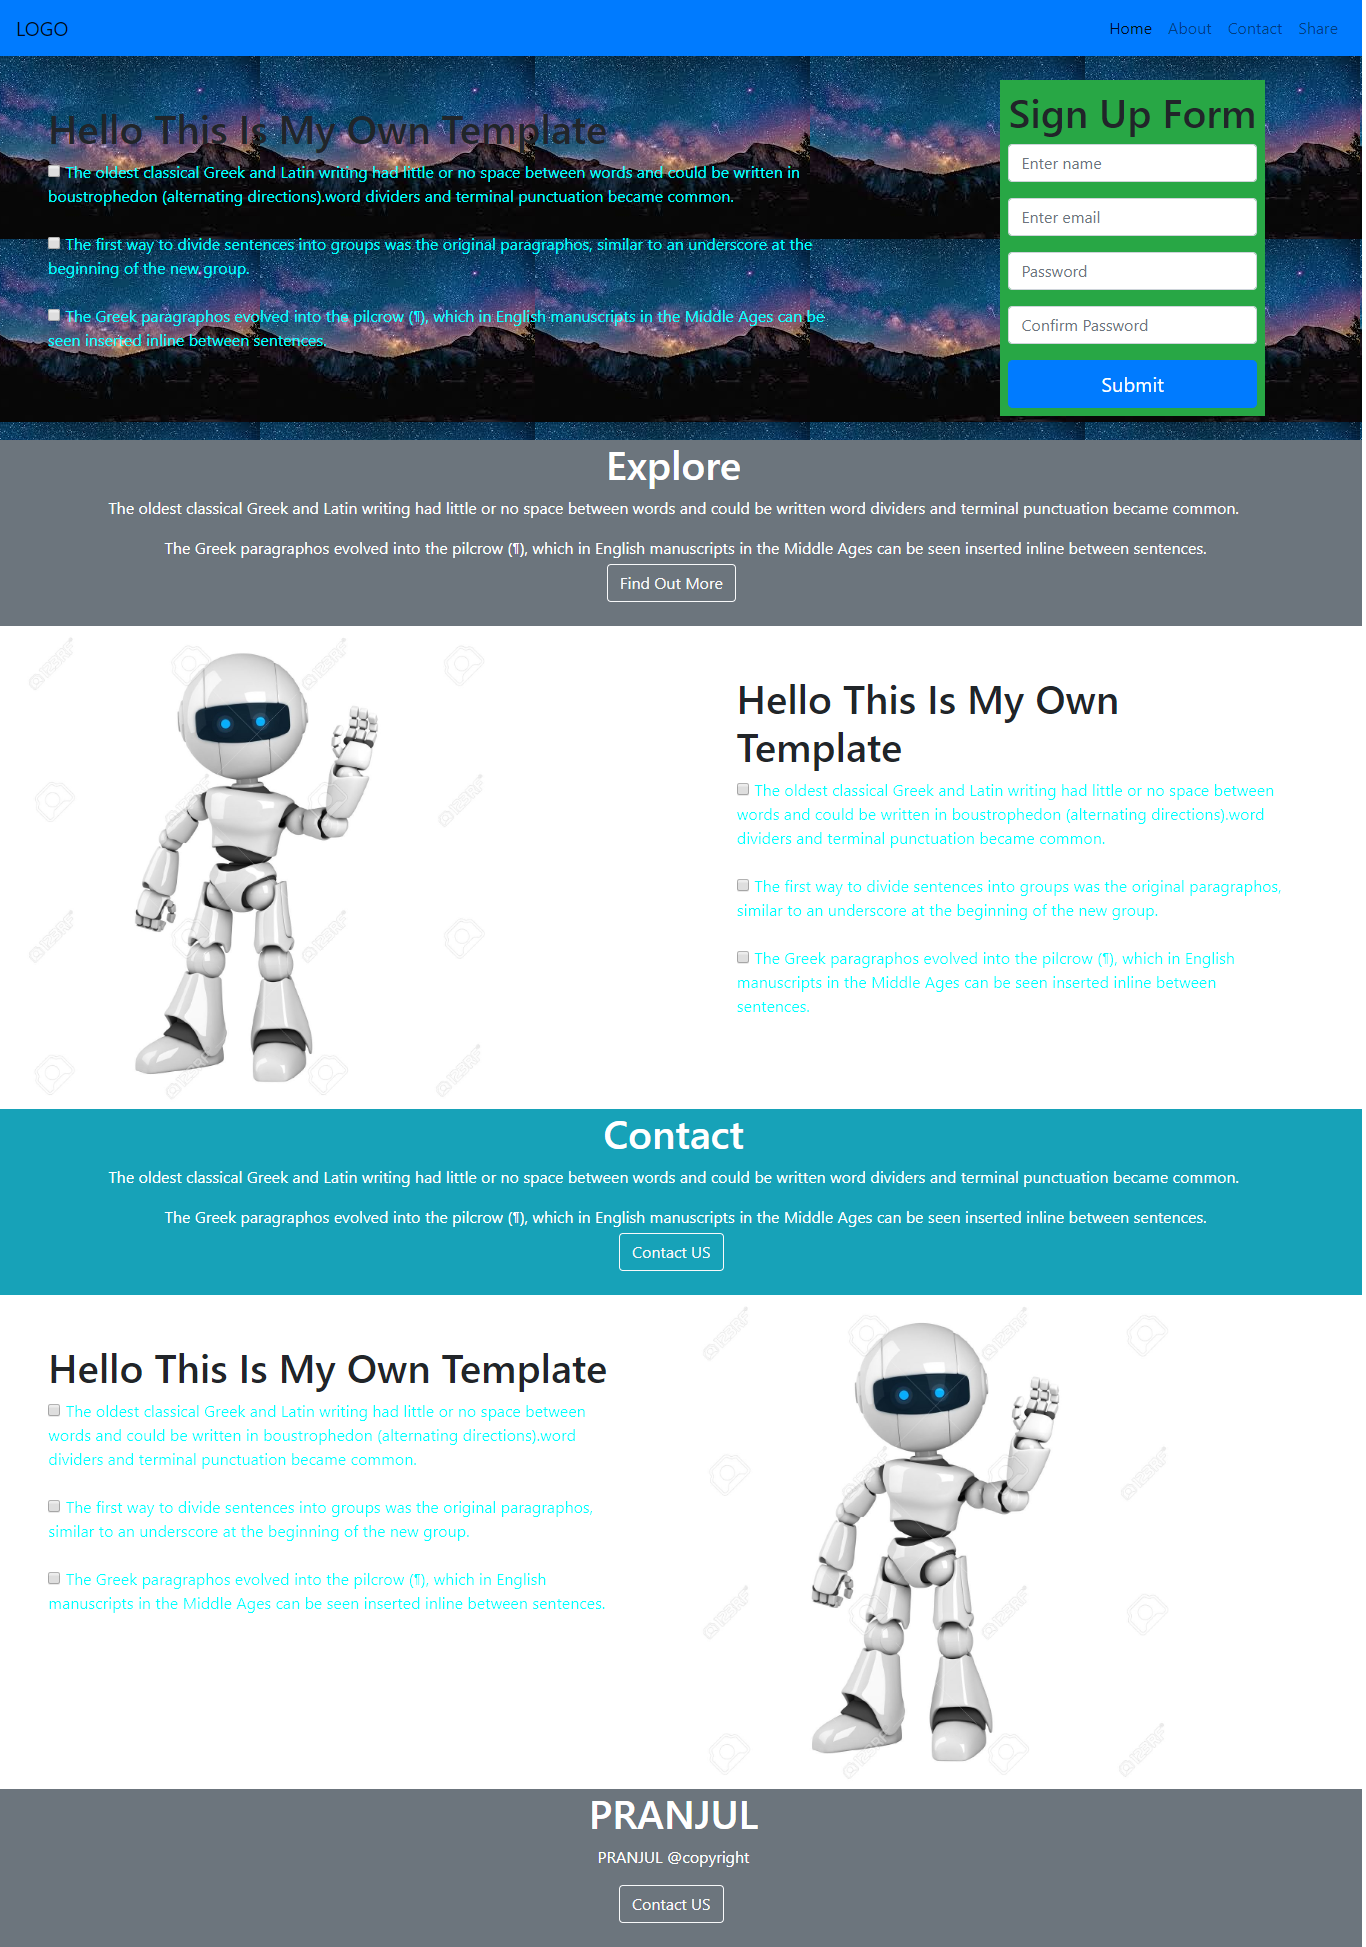 LOGO
Home About Contact Share
Hello This Is My Own Template
The oldest classical Greek and Latin writing had little or no space between words and could be written in
boustrophedon (alternating directions).word dividers and terminal punctuation became common.
The first way to divide sentences into groups was the original paragraphos, similar to an underscore at the
beginning of the new group.
The Greek paragraphos evolved into the pilcrow (¶), which in English manuscripts in the Middle Ages can be
seen inserted inline between sentences.
Sign Up Form
Enter name
Enter email
Password
Confirm Password
Submit
Explore
The oldest classical Greek and Latin writing had little or no space between words and could be written word dividers and terminal punctuation became common.
The Greek paragraphos evolved into the pilcrow (¶), which in English manuscripts in the Middle Ages can be seen inserted inline between sentences.
Find Out More
Hello This Is My Own
Template
The oldest classical Greek and Latin writing had little or no space between
words and could be written in boustrophedon (alternating directions).word
dividers and terminal punctuation became common.
The first way to divide sentences into groups was the original paragraphos,
similar to an underscore at the beginning of the new group.
The Greek paragraphos evolved into the pilcrow (¶), which in English
manuscripts in the Middle Ages can be seen inserted inline between
sentences.
Contact
The oldest classical Greek and Latin writing had little or no space between words and could be written word dividers and terminal punctuation became common.
The Greek paragraphos evolved into the pilcrow (¶), which in English manuscripts in the Middle Ages can be seen inserted inline between sentences.
Contact US
Hello This Is My Own Template
The oldest classical Greek and Latin writing had little or no space between
words and could be written in boustrophedon (alternating directions).word
dividers and terminal punctuation became common.
The first way to divide sentences into groups was the original paragraphos,
similar to an underscore at the beginning of the new group.
The Greek paragraphos evolved into the pilcrow (¶), which in English
manuscripts in the Middle Ages can be seen inserted inline between sentences.
PRANJUL
PRANJUL @copyright
Contact US